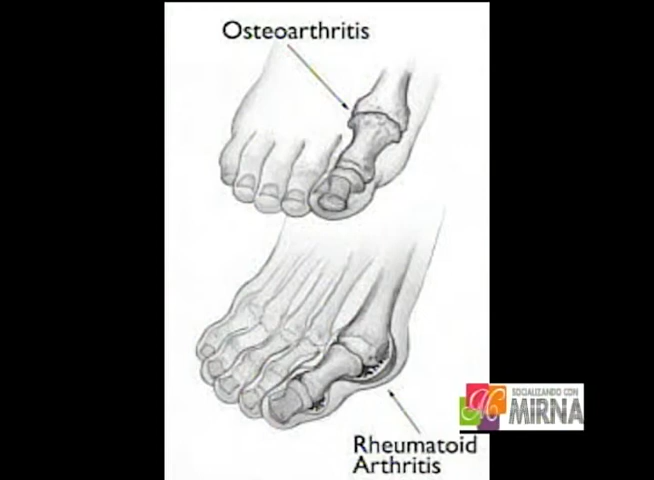 Osteoarthritis
SOCIALIZANDO CON
MIRNA
Rheumatoid
Arthritis